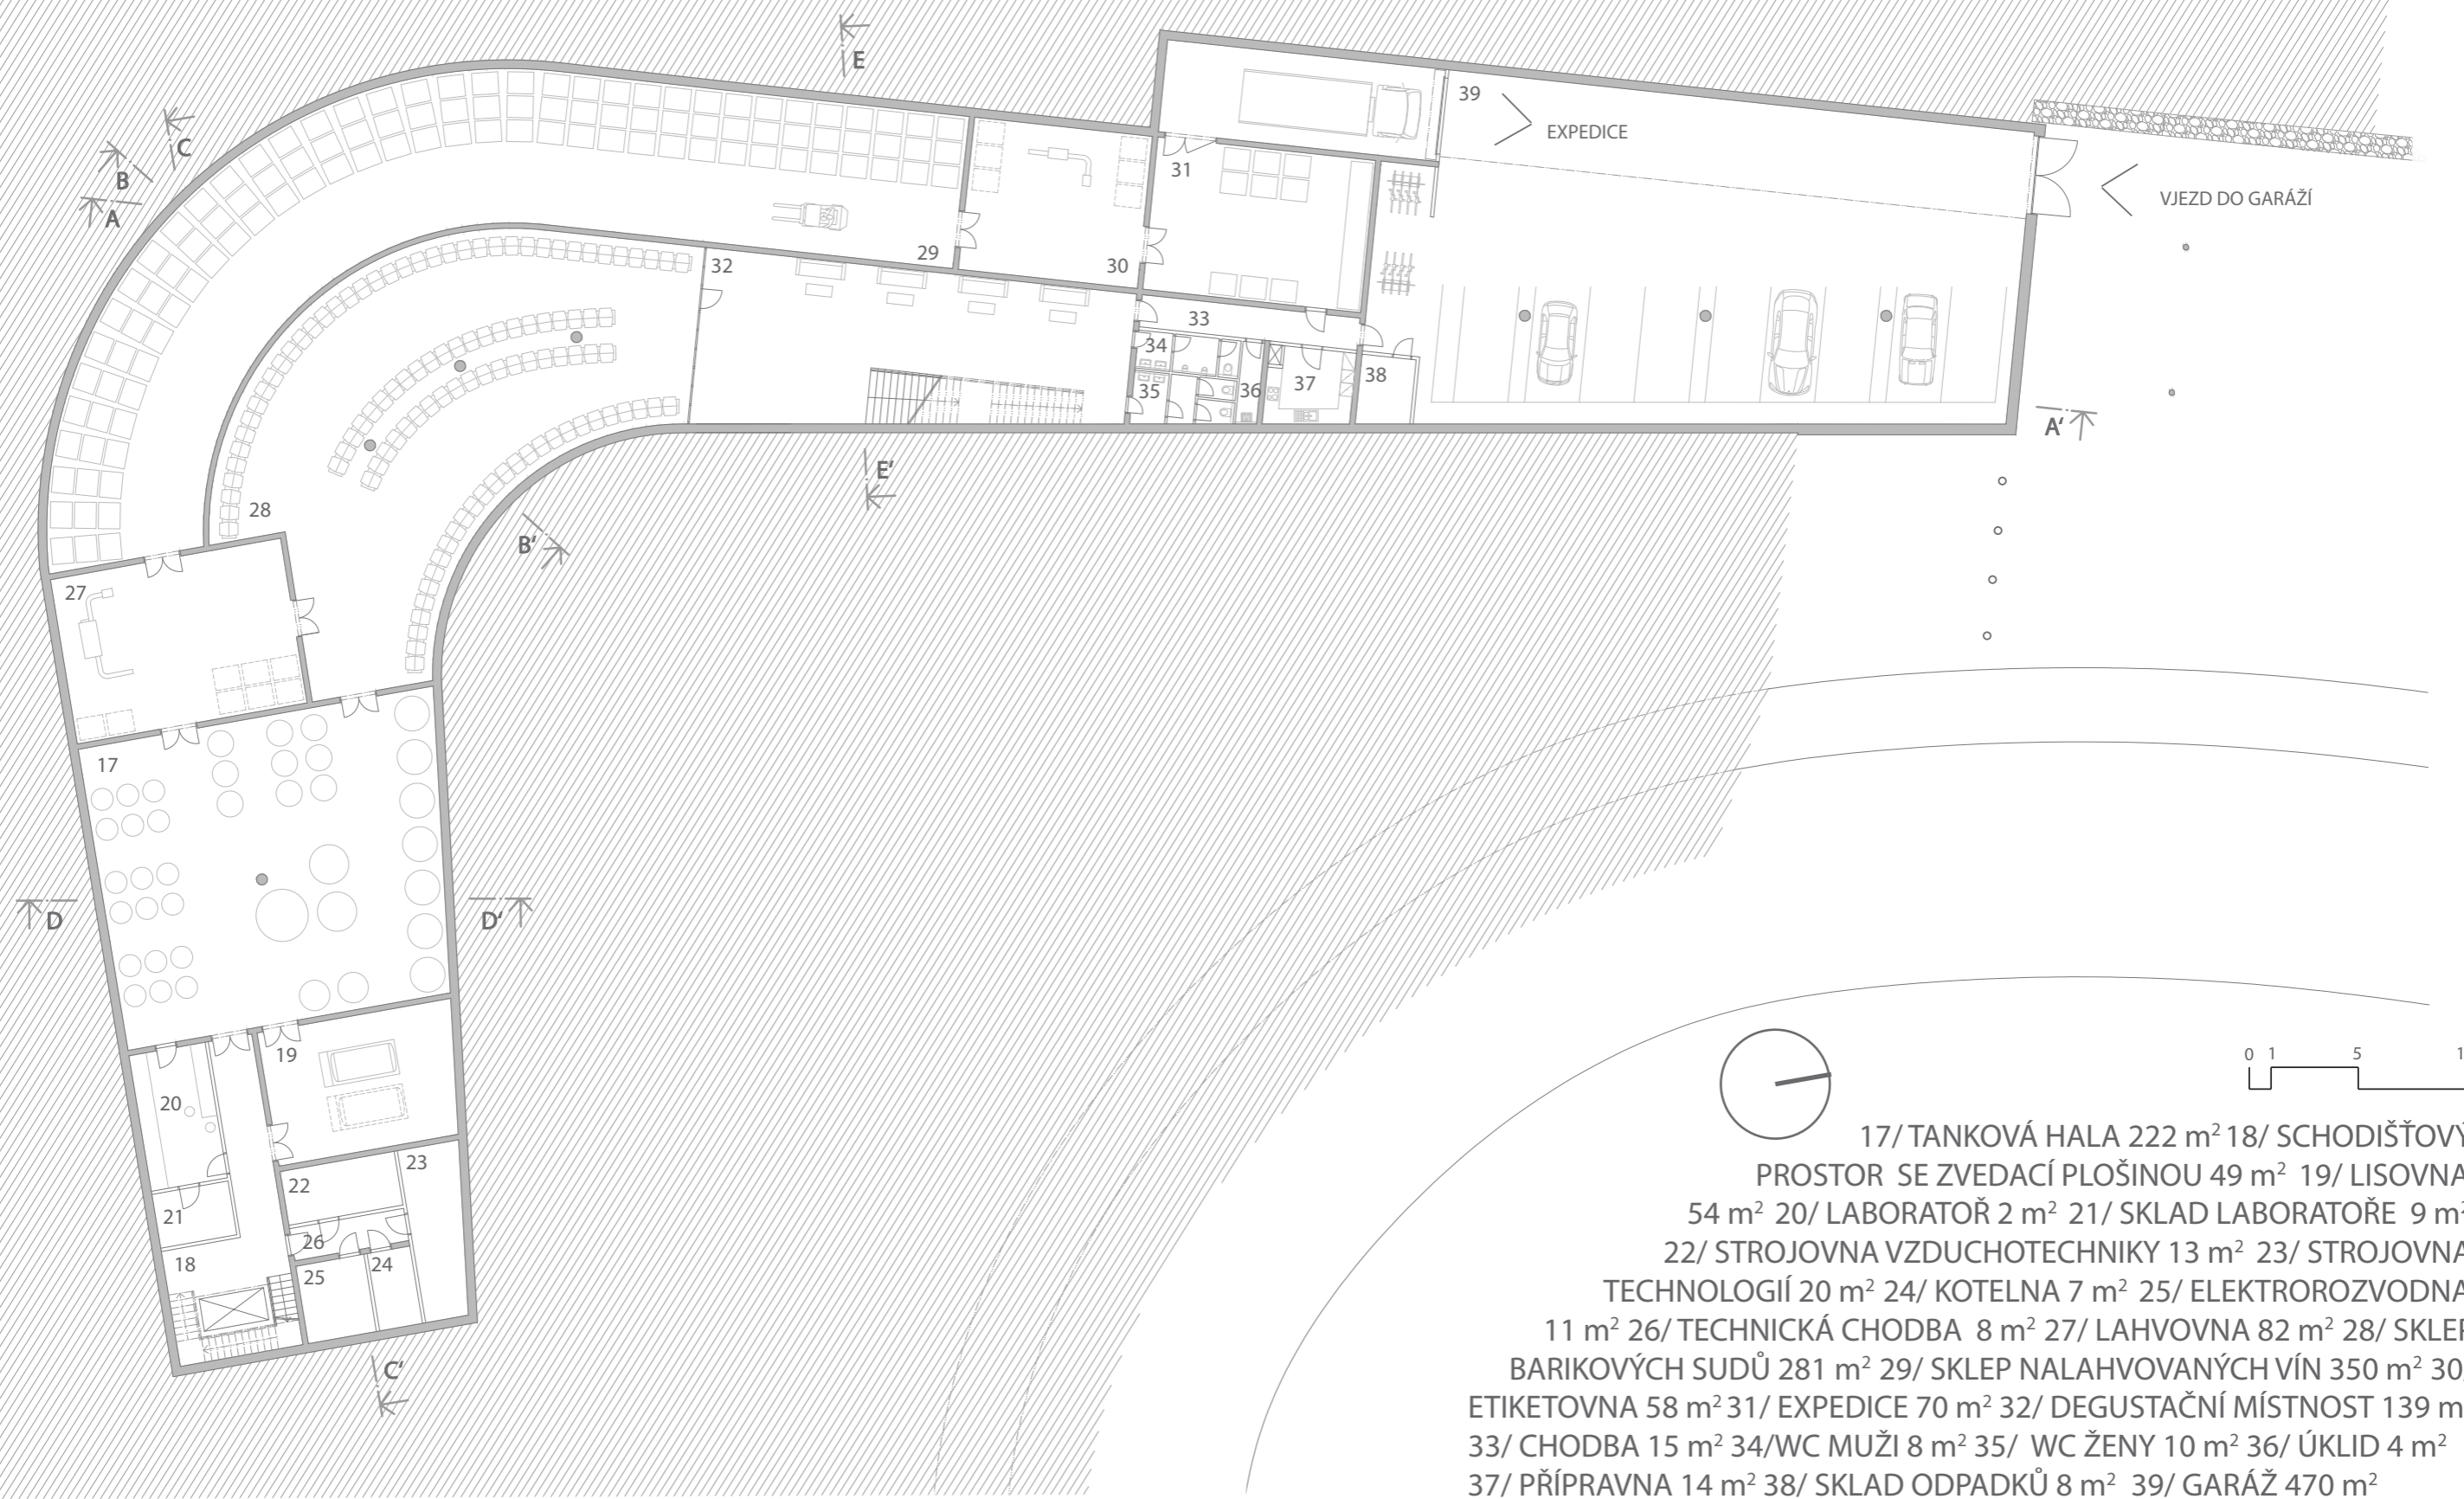 E
39
EXPEDICE
C
B
A
31
VJEZD DO GARÁŽÍ
29
30
32
33
34
35
36
37
38
A'
E'
28
B'
27
17
D
D'
19
20
23
22
21
26
18
25
24
C'
0 1 5 1
17/ TANKOVÁ HALA 222 m² 18/ SCHODIŠŤOVÝ
PROSTOR SE ZVEDACÍ PLOŠINOU 49 m² 19/ LISOVNA
54 m² 20/ LABORATOŘ 2 m² 21/ SKLAD LABORATOŘE 9 m²
22/ STROJOVNA VZDUCHOTECHNIKY 13 m² 23/ STROJOVNA
TECHNOLOGIÍ 20 m² 24/ KOTELNA 7 m² 25/ ELEKTROROZVODNA
11 m² 26/ TECHNICKÁ CHODBA 8 m² 27/ LAHVOVNA 82 m² 28/ SKLEP
BARIKOVÝCH SUDŮ 281 m² 29/ SKLEP NALAHVOVANÝCH VÍN 350 m² 30/
ETIKETOVNA 58 m² 31/ EXPEDICE 70 m² 32/ DEGUSTAČNÍ MÍSTNOST 139 m
33/ CHODBA 15 m² 34/WC MUŽI 8 m² 35/ WC ŽENY 10 m² 36/ ÚKLID 4 m²
37/ PŘÍPRAVNA 14 m² 38/ SKLAD ODPADKŮ 8 m² 39/ GARÁŽ 470 m²